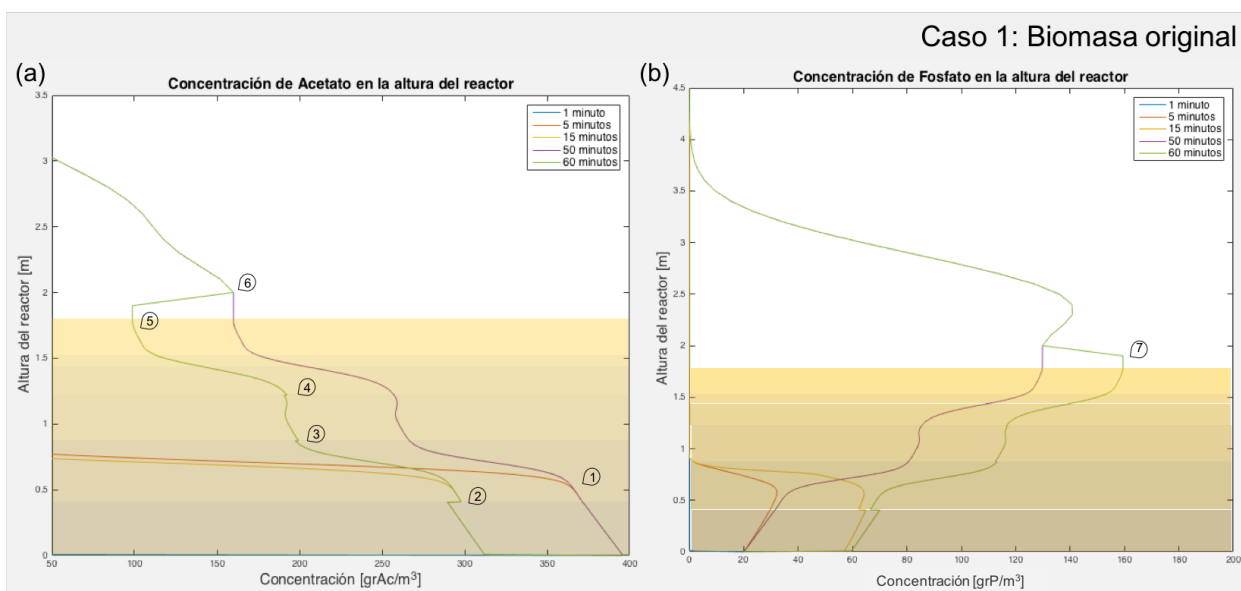 Caso 1: Biomasa original
(a)
Concentración de Acetato en la altura del reactor
3.5
3
2.5
2
1.5
1
0.5
0
Altura del reactor [m]
1 minuto
5 minutos
15 minutos
50 minutos
60 minutos
6
5
4
3
1
2
50
100
150
200
250
300
350
400
Concentración [grAc/m³]
(b)
Concentración de Fosfato en la altura del reactor
4.5
4
3.5
3
2.5
2
1.5
1
0.5
0
Altura del reactor [m]
1 minuto
5 minutos
15 minutos
50 minutos
60 minutos
7
0
20
40
60
80
100
120
140
160
180
200
Concentración [grP/m³]